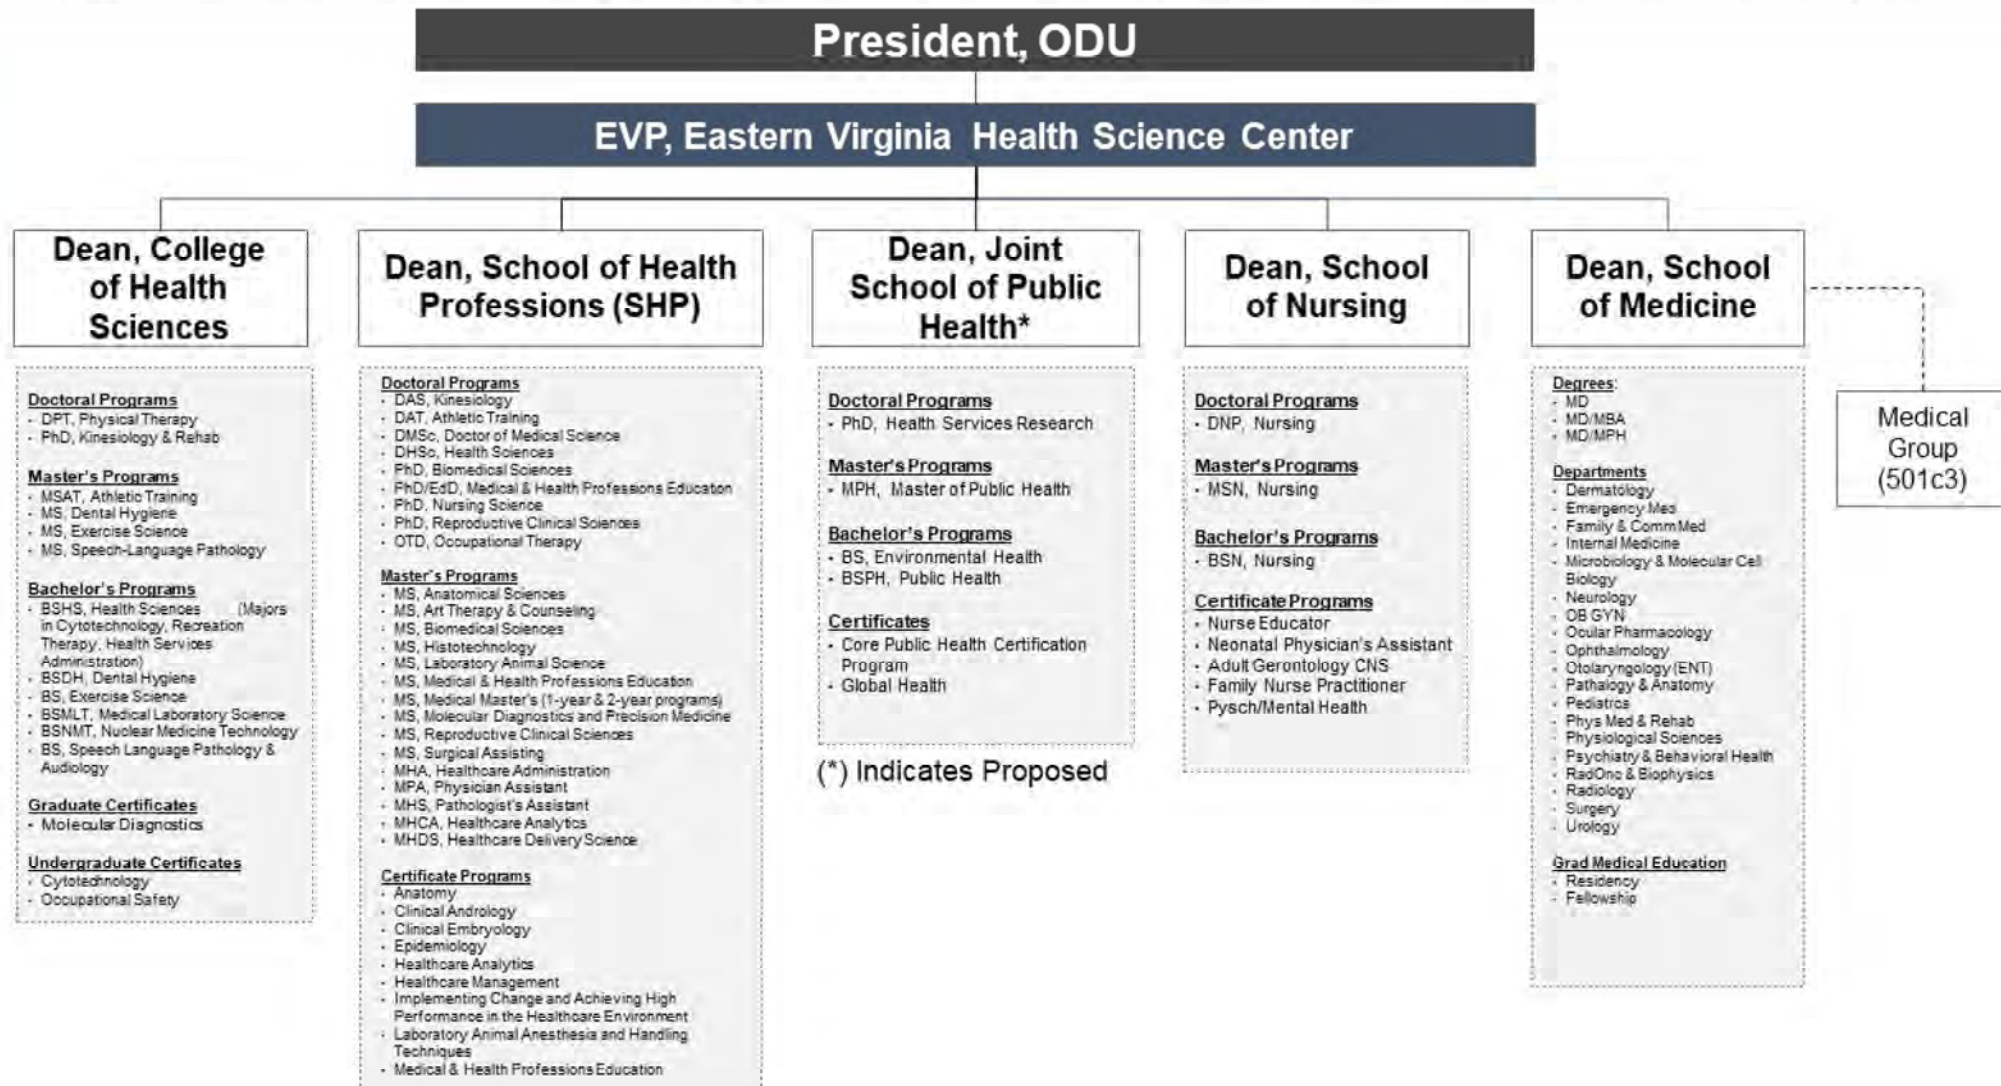 President, ODU
EVP, Eastern Virginia Health Science Center
Dean, College
of Health
Sciences
Doctoral Programs
- DPT, Physical Therapy
- PhD, Kinesiology & Rehab
Master's Programs
- MSAT, Athletic Training
- MS, Dental Hygiene
- MS, Exercise Science
- MS, Speech-Language Pathology
Bachelor's Programs
- BSHS, Health Sciences (Majors
in Cytotechnology, Recreation
Therapy, Health Services
Administration)
- BSDH, Dental Hygiene
- BS, Exercise Science
- BSMLT, Medical Laboratory Science
- BSNMT, Nuclear Medicine Technology
- BS, Speech Language Pathology &
Audiology
Graduate Certificates
- Molecular Diagnostics
Undergraduate Certificates
- Cytotechnology
- Occupational Safety
Dean, School of Health
Professions (SHP)
Doctoral Programs
- DAS, Kinesiology
- DAT, Athletic Training
- DMSc, Doctor of Medical Science
- DHSc, Health Sciences
- PhD, Biomedical Sciences
- PhD/EdD, Medical & Health Professions Education
- PhD, Nursing Science
- PhD, Reproductive Clinical Sciences
- OTD, Occupational Therapy
Master's Programs
- MS, Anatomical Sciences
- MS, Art Therapy & Counseling
- MS, Biomedical Sciences
- MS, Histotechnology
- MS, Laboratory Animal Science
- MS, Medical & Health Professions Education
- MS, Medical Master's (1-year & 2-year programs)
- MS, Molecular Diagnostics and Precision Medicine
- MS, Reproductive Clinical Sciences
- MS, Surgical Assisting
- MHA, Healthcare Administration
- MPA, Physician Assistant
- MHS, Pathologist's Assistant
- MHCA, Healthcare Analytics
- MHDS, Healthcare Delivery Science
Certificate Programs
- Anatomy
- Clinical Andrology
- Clinical Embryology
- Epidemiology
- Healthcare Analytics
- Healthcare Management
- Implementing Change and Achieving High
Performance in the Healthcare Environment
- Laboratory Animal Anesthesia and Handling
Techniques
- Medical & Health Professions Education
Dean, Joint
School of Public
Health*
Doctoral Programs
- PhD, Health Services Research
Master's Programs
- MPH, Master of Public Health
Bachelor's Programs
- BS, Environmental Health
- BSPH, Public Health
Certificates
- Core Public Health Certification
Program
- Global Health
(*) Indicates Proposed
Dean, School
of Nursing
Doctoral Programs
- DNP, Nursing
Master's Programs
- MSN, Nursing
Bachelor's Programs
- BSN, Nursing
Certificate Programs
- Nurse Educator
- Neonatal Physician's Assistant
- Adult Gerontology CNS
- Family Nurse Practitioner
- Pysch/Mental Health
Dean, School
of Medicine
Degrees:
- MD
- MD/MBA
- MD/MPH
Departments
- Dermatology
- Emergency Med
- Family & Comm Med
- Internal Medicine
- Microbiology & Molecular Cell
Biology
- Neurology
- OB GYN
- Ocular Pharmacology
- Ophthalmology
- Otolaryngology (ENT)
- Pathalogy & Anatomy
- Pediatrcs
- Phys Med & Rehab
- Physiological Sciences
- Psychiatry & Behavioral Health
- RadOnc & Biophysics
- Radiology
- Surgery
- Urology
Grad Medical Education
- Residency
- Fellowship
Medical
Group
(501c3)